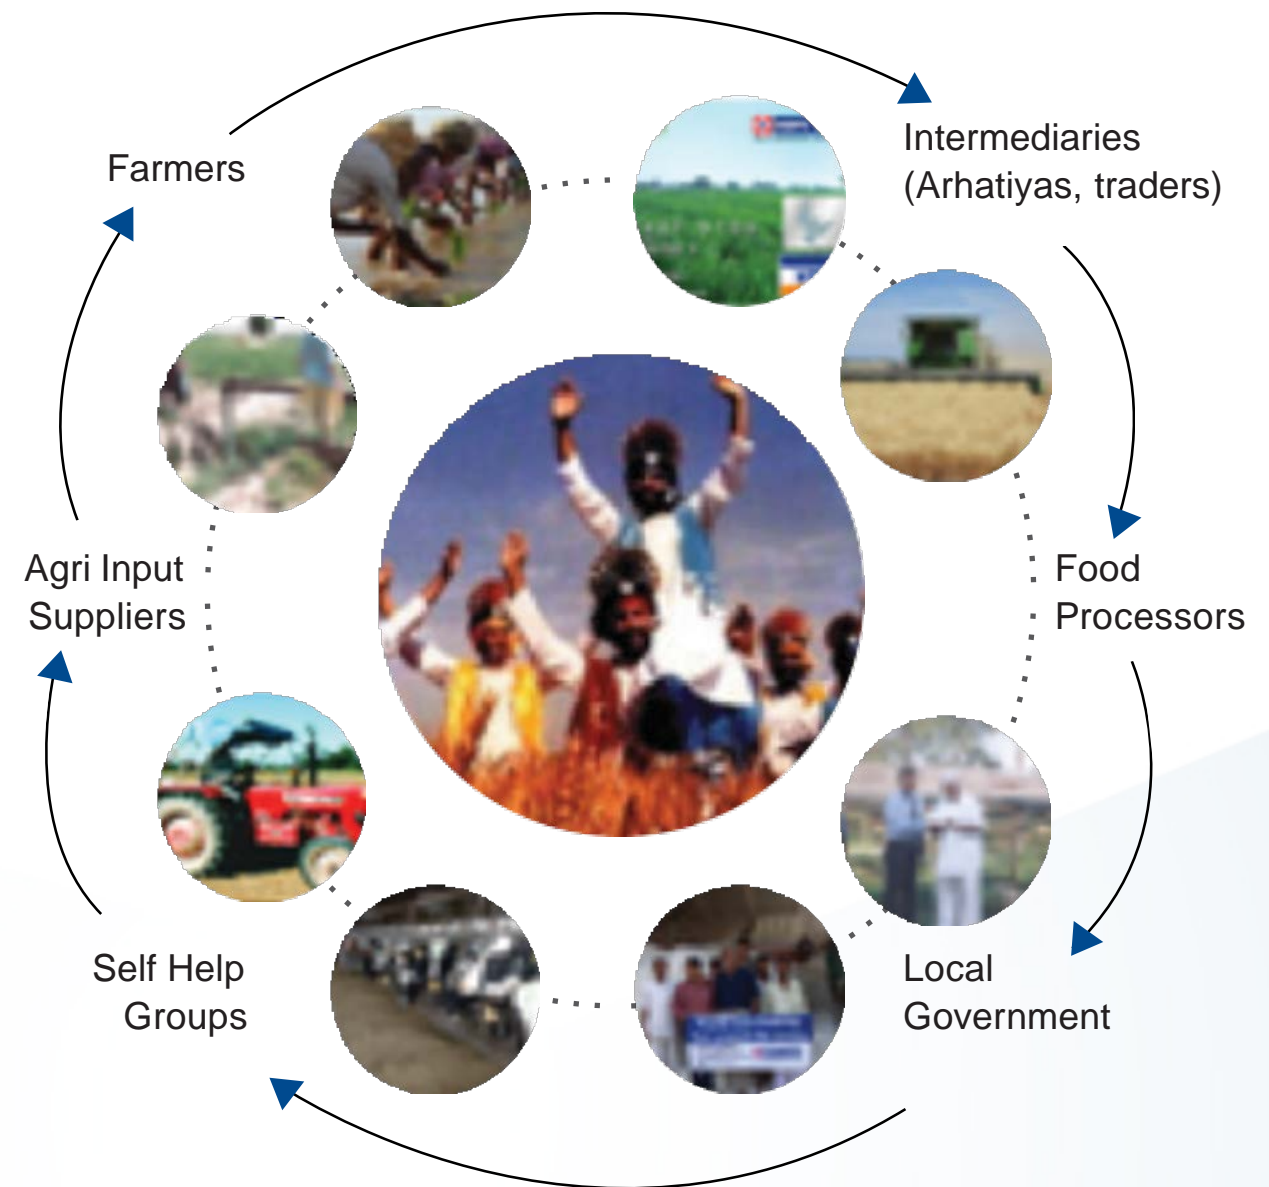 Farmers
Intermediaries
(Arhatiyas, traders)
Food
Processors
Local
Government
Self Help
Groups
Agri Input
Suppliers